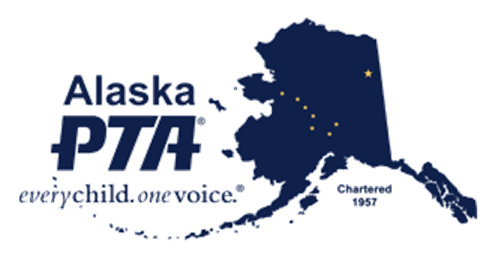 Alaska
PTA®
everychild.onevoice.®
Chartered
1957